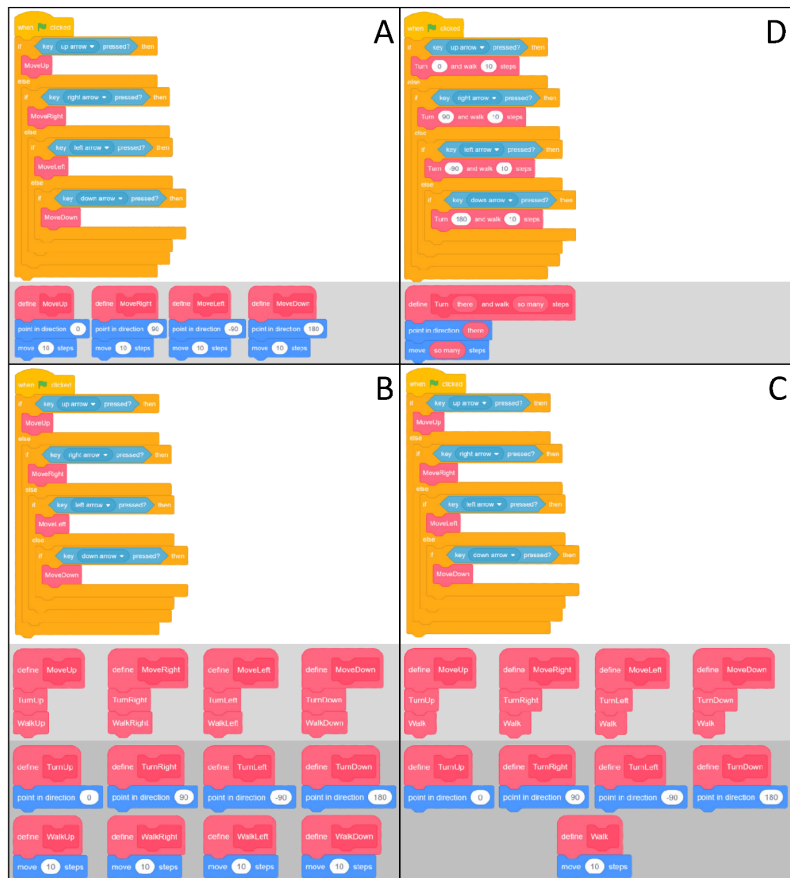 A
when clicked
if key up arrow pressed? then
MoveUp
else
if key right arrow pressed? then
MoveRight
else
if key left arrow pressed? then
MoveLeft
else
if key down arrow pressed? then
MoveDown
define MoveUp define MoveRight define MoveLeft define MoveDown
point in direction 0 point in direction 90 point in direction -90 point in direction 180
move 10 steps move 10 steps move 10 steps move 10 steps
D
when clicked
if key up arrow pressed? then
Turn 0 and walk 10 steps
else
if key right arrow pressed? then
Turn 90 and walk 10 steps
else
if key left arrow pressed? then
Turn -90 and walk 10 steps
else
if key down arrow pressed? then
Turn 180 and walk 10 steps
define Turn there and walk so many steps
point in direction there
move so many steps
B
when clicked
if key up arrow pressed? then
MoveUp
else
if key right arrow pressed? then
MoveRight
else
if key left arrow pressed? then
MoveLeft
else
if key down arrow pressed? then
MoveDown
define MoveUp define MoveRight define MoveLeft define MoveDown
TurnUp TurnRight TurnLeft TurnDown
WalkUp WalkRight WalkLeft WalkDown
define TurnUp define TurnRight define TurnLeft define TurnDown
point in direction 0 point in direction 90 point in direction -90 point in direction 180
define WalkUp define WalkRight define WalkLeft define WalkDown
move 10 steps move 10 steps move 10 steps move 10 steps
C
when clicked
if key up arrow pressed? then
MoveUp
else
if key right arrow pressed? then
MoveRight
else
if key left arrow pressed? then
MoveLeft
else
if key down arrow pressed? then
MoveDown
define MoveUp define MoveRight define MoveLeft define MoveDown
TurnUp TurnRight TurnLeft TurnDown
Walk Walk Walk Walk
define TurnUp define TurnRight define TurnLeft define TurnDown
point in direction 0 point in direction 90 point in direction -90 point in direction 180
define Walk
move 10 steps